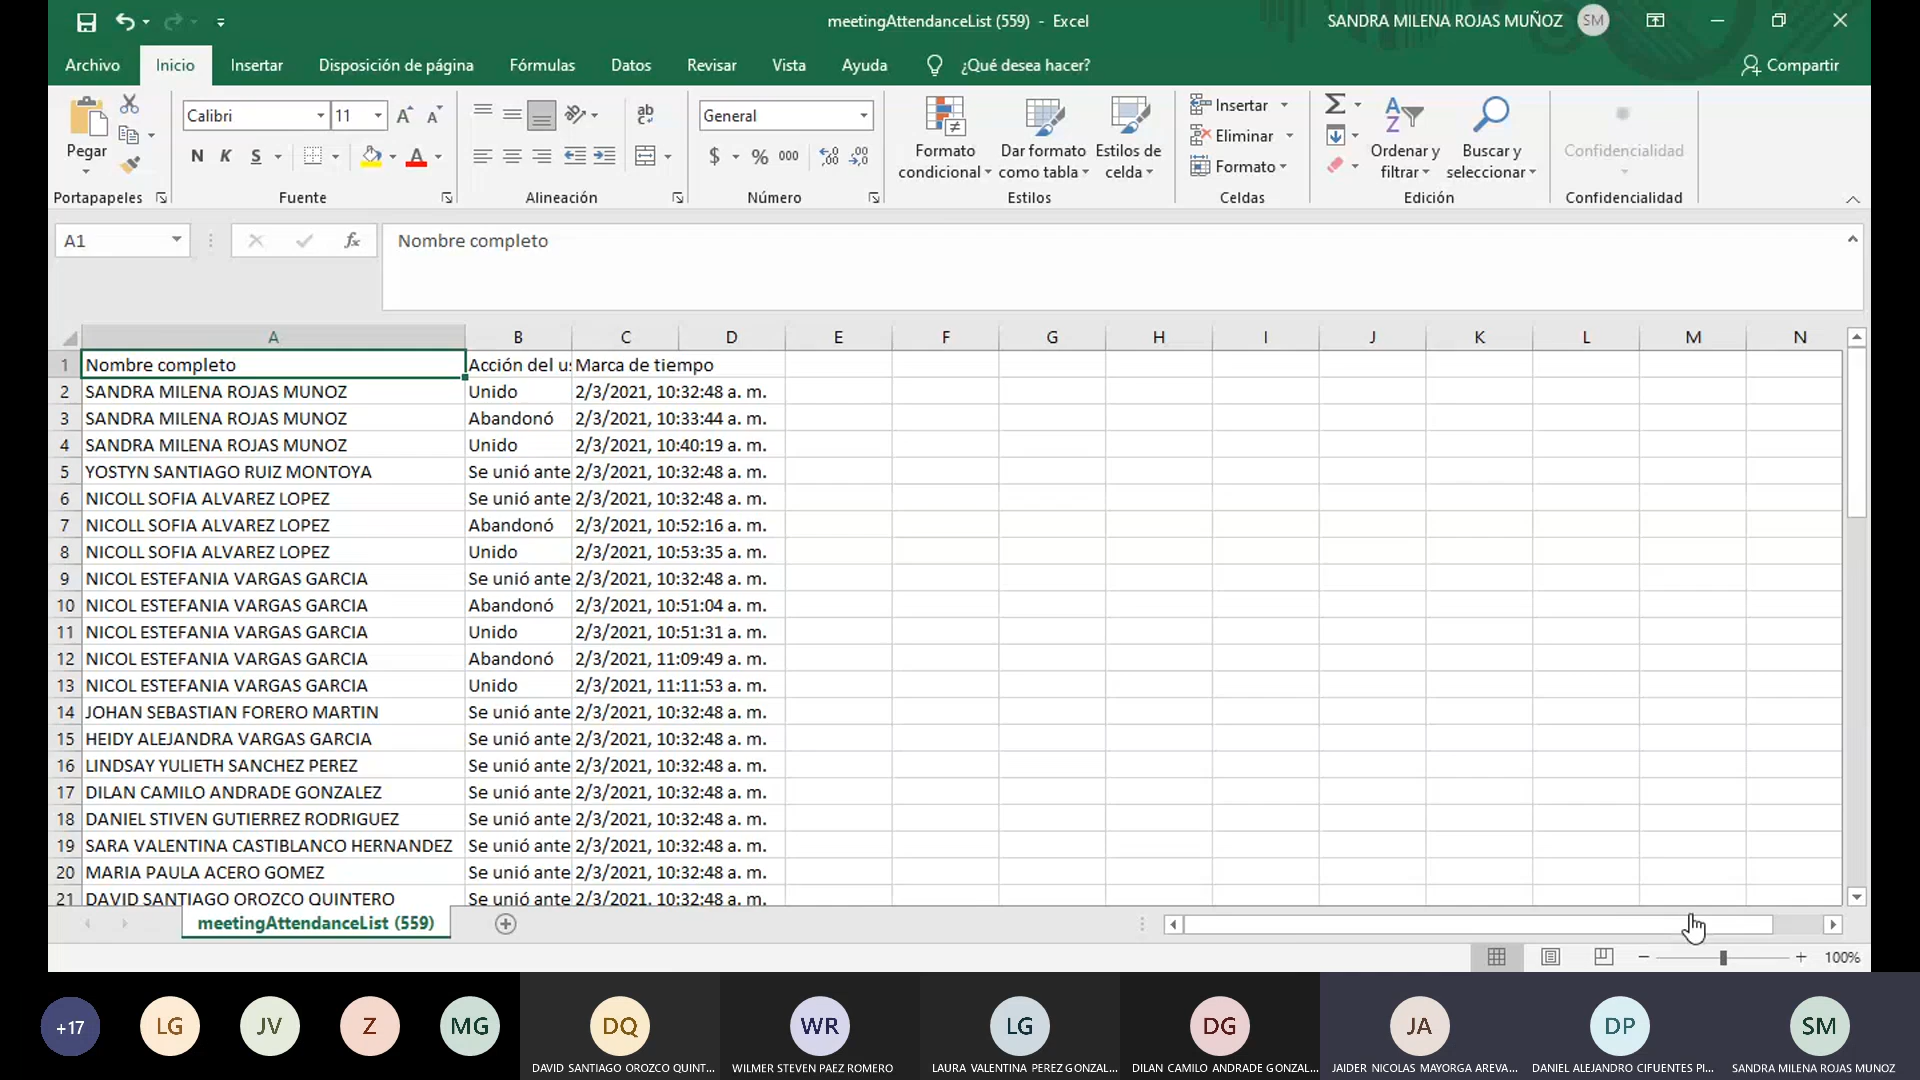 meetingAttendanceList (559) - Excel
SANDRA MILENA ROJAS MUÑOZ SM
Archivo Inicio Insertar Disposición de página Fórmulas Datos Revisar Vista Ayuda ¿Qué desea hacer? Compartir
Pegar
Calibri 11
General
Formato condicional
Dar formato como tabla
Estilos de celda
Insertar
Eliminar
Formato
Ordenar y filtrar
Buscar y seleccionar
Confidencialidad
N K S
$ % 000
Portapapeles Fuente Alineación Número Estilos Celdas Edición Confidencialidad
A1 fx Nombre completo
A B C D E F G H I J K L M N
1 Nombre completo Acción del u Marca de tiempo
2 SANDRA MILENA ROJAS MUNOZ Unido 2/3/2021, 10:32:48 a. m.
3 SANDRA MILENA ROJAS MUNOZ Abandonó 2/3/2021, 10:33:44 a. m.
4 SANDRA MILENA ROJAS MUNOZ Unido 2/3/2021, 10:40:19 a. m.
5 YOSTYN SANTIAGO RUIZ MONTOYA Se unió ante 2/3/2021, 10:32:48 a. m.
6 NICOLL SOFIA ALVAREZ LOPEZ Se unió ante 2/3/2021, 10:32:48 a. m.
7 NICOLL SOFIA ALVAREZ LOPEZ Abandonó 2/3/2021, 10:52:16 a. m.
8 NICOLL SOFIA ALVAREZ LOPEZ Unido 2/3/2021, 10:53:35 a. m.
9 NICOL ESTEFANIA VARGAS GARCIA Se unió ante 2/3/2021, 10:32:48 a. m.
10 NICOL ESTEFANIA VARGAS GARCIA Abandonó 2/3/2021, 10:51:04 a. m.
11 NICOL ESTEFANIA VARGAS GARCIA Unido 2/3/2021, 10:51:31 a. m.
12 NICOL ESTEFANIA VARGAS GARCIA Abandonó 2/3/2021, 11:09:49 a. m.
13 NICOL ESTEFANIA VARGAS GARCIA Unido 2/3/2021, 11:11:53 a. m.
14 JOHAN SEBASTIAN FORERO MARTIN Se unió ante 2/3/2021, 10:32:48 a. m.
15 HEIDY ALEJANDRA VARGAS GARCIA Se unió ante 2/3/2021, 10:32:48 a. m.
16 LINDSAY YULIETH SANCHEZ PEREZ Se unió ante 2/3/2021, 10:32:48 a. m.
17 DILAN CAMILO ANDRADE GONZALEZ Se unió ante 2/3/2021, 10:32:48 a. m.
18 DANIEL STIVEN GUTIERREZ RODRIGUEZ Se unió ante 2/3/2021, 10:32:48 a. m.
19 SARA VALENTINA CASTIBLANCO HERNANDEZ Se unió ante 2/3/2021, 10:32:48 a. m.
20 MARIA PAULA ACERO GOMEZ Se unió ante 2/3/2021, 10:32:48 a. m.
21 DAVID SANTIAGO OROZCO QUINTERO Se unió ante 2/3/2021, 10:32:48 a. m.
meetingAttendanceList (559)
100%
+17 LG JV Z MG DQ WR LG DG JA DP SM
DAVID SANTIAGO OROZCO QUINT... WILMER STEVEN PAEZ ROMERO LAURA VALENTINA PEREZ GONZAL... DILAN CAMILO ANDRADE GONZAL... JAIDER NICOLAS MAYORGA AREVA... DANIEL ALEJANDRO CIFUENTES PI... SANDRA MILENA ROJAS MUNOZ